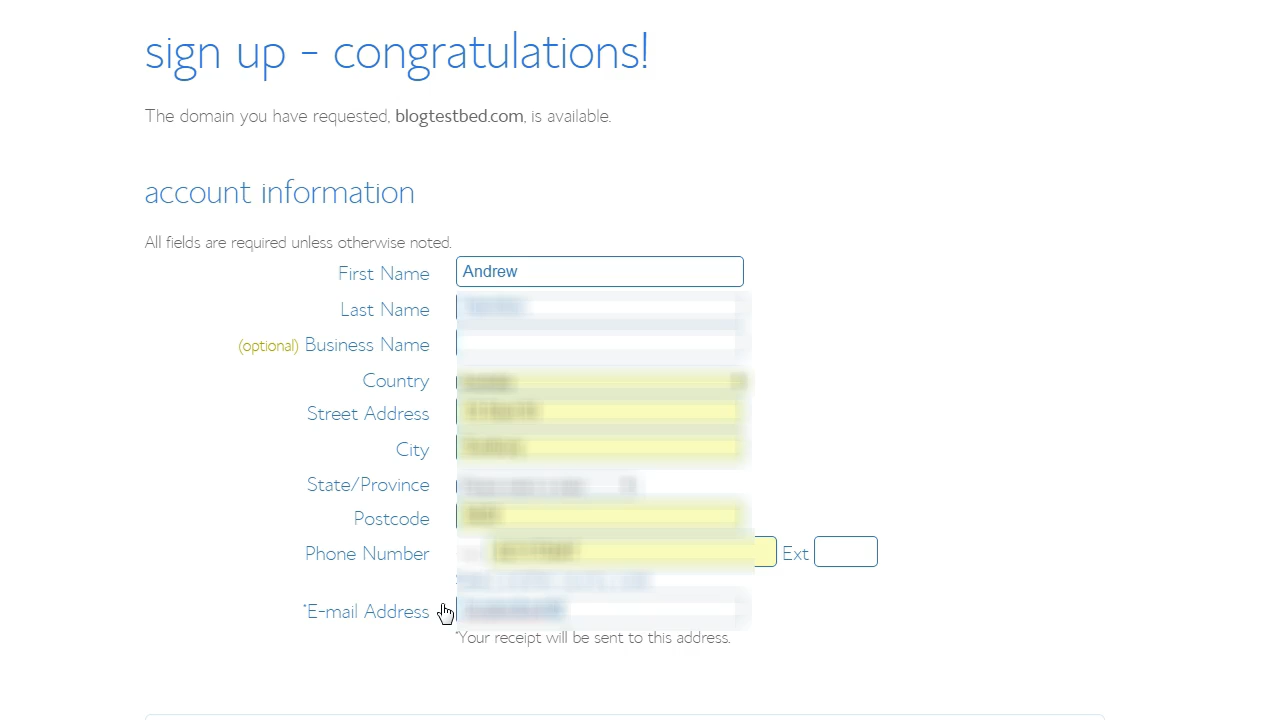 sign up - congratulations!
The domain you have requested, blogtestbed.com, is available.
account information
All fields are required unless otherwise noted.
First Name Andrew
Last Name
(optional) Business Name
Country
Street Address
City
State/Province
Postcode
Phone Number Ext
*E-mail Address
*Your receipt will be sent to this address.